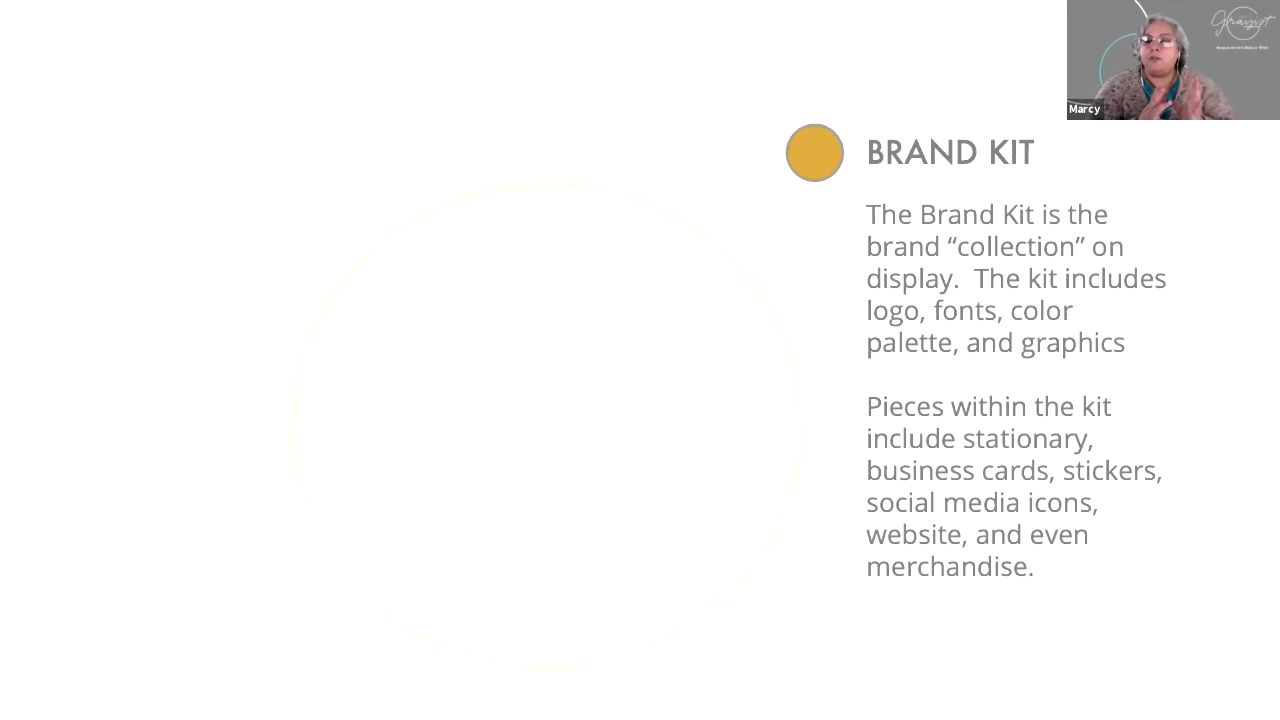 Marcy
BRAND KIT
The Brand Kit is the
brand “collection” on
display.  The kit includes
logo, fonts, color
palette, and graphics
Pieces within the kit
include stationary,
business cards, stickers,
social media icons,
website, and even
merchandise.